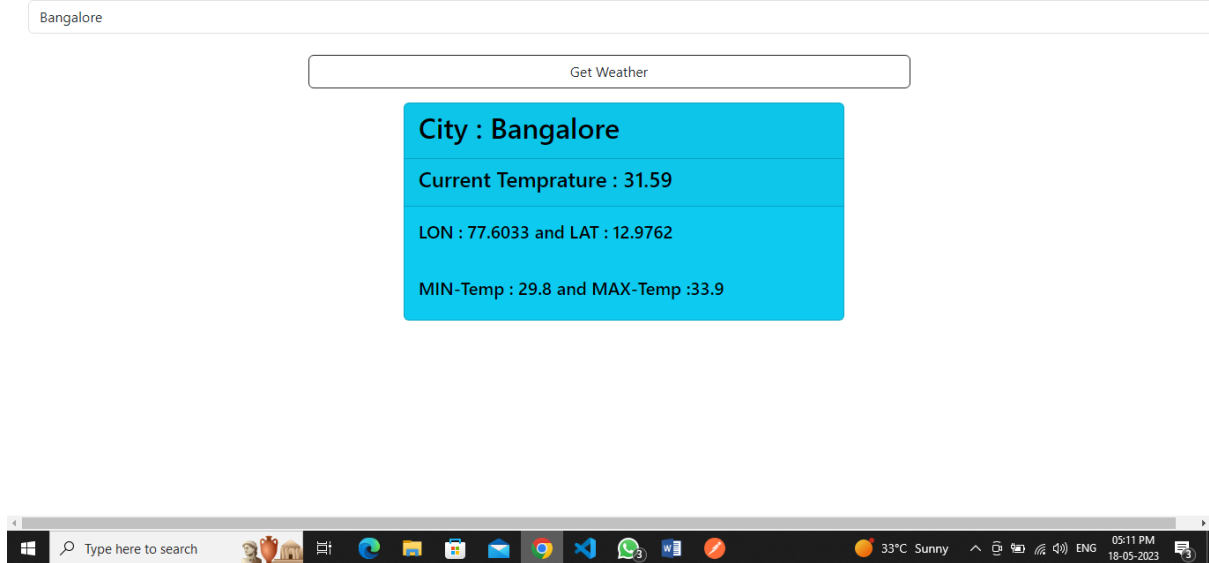 Bangalore
Get Weather
City : Bangalore
Current Temprature : 31.59
LON : 77.6033 and LAT : 12.9762
MIN-Temp : 29.8 and MAX-Temp :33.9
Type here to search
3
W
33°C Sunny
ENG
05:11 PM
18-05-2023
3